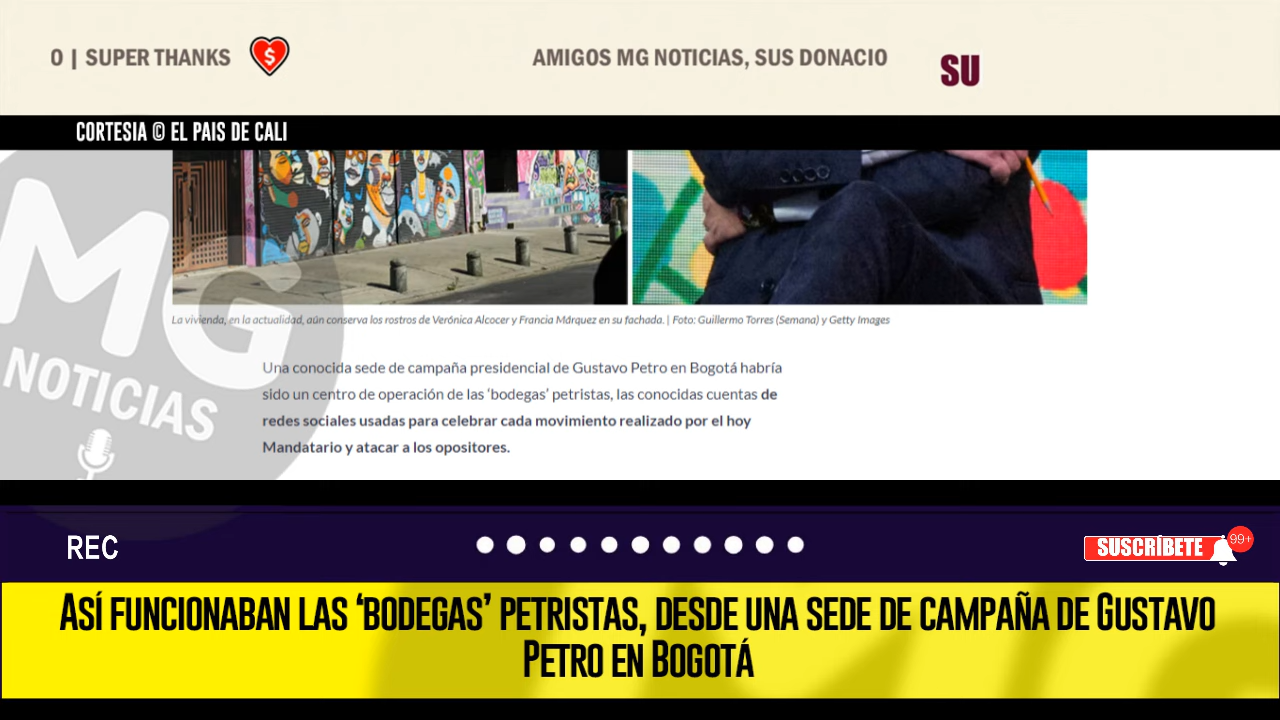 O | SUPER THANKS
AMIGOS MG NOTICIAS, SUS DONACIO
SU
CORTESIA © EL PAIS DE CALI
MG
NOTICIAS
La vivienda, en la actualidad, aún conserva los rostros de Verónica Alcocer y Francia Márquez en su fachada. | Foto: Guillermo Torres (Semana) y Getty Images
Una conocida sede de campaña presidencial de Gustavo Petro en Bogotá habría
sido un centro de operación de las ‘bodegas’ petristas, las conocidas cuentas de
redes sociales usadas para celebrar cada movimiento realizado por el hoy
Mandatario y atacar a los opositores.
REC
SUSCRÍBETE
99+
ASÍ FUNCIONABAN LAS ‘BODEGAS’ PETRISTAS, DESDE UNA SEDE DE CAMPAÑA DE GUSTAVO
PETRO EN BOGOTÁ